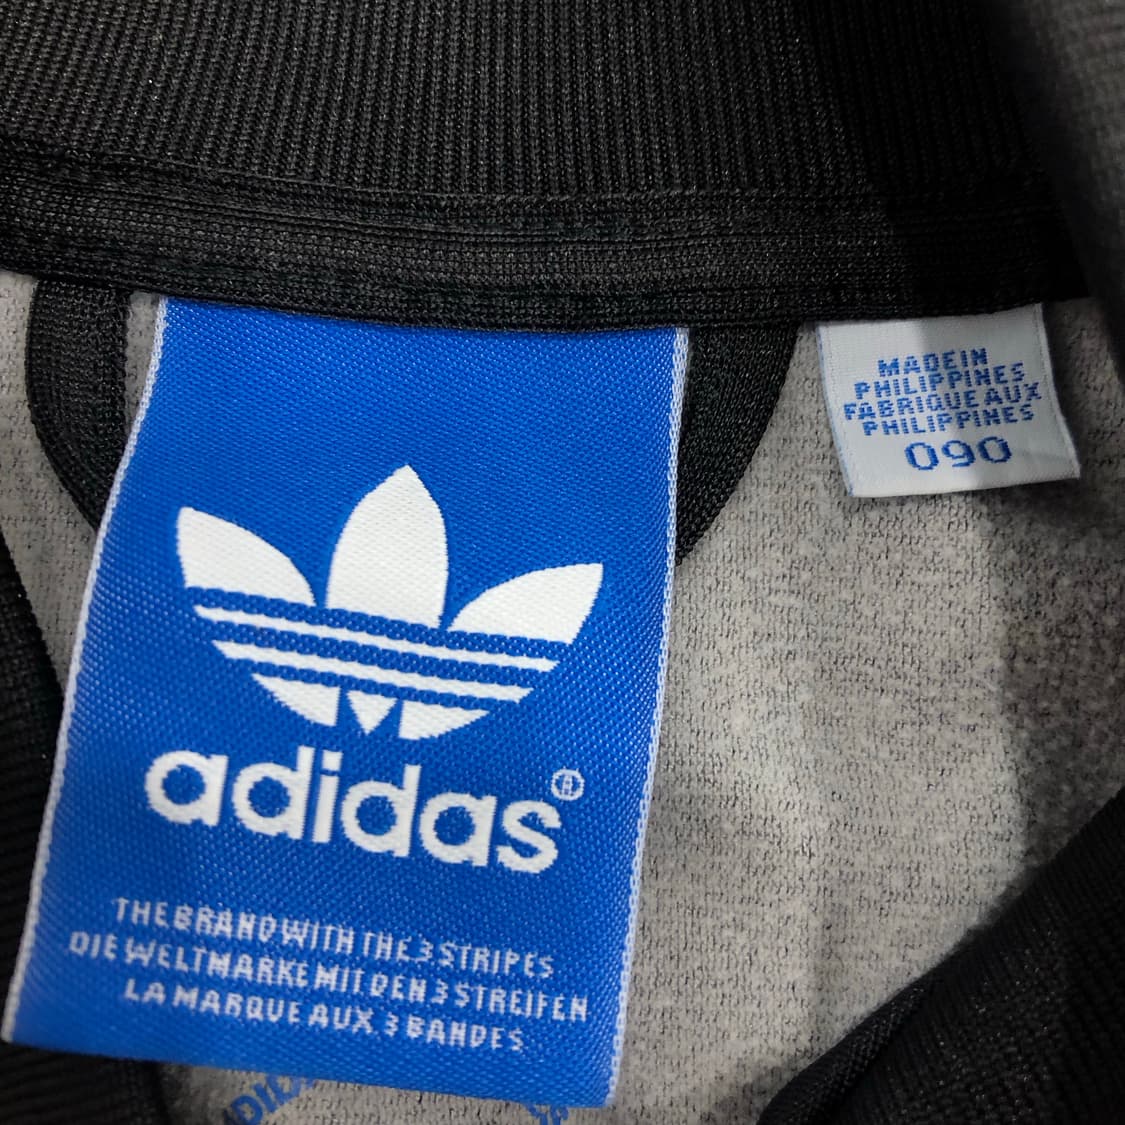 MADE IN
PHILIPPINES
FABRIQUE AUX
PHILIPPINES
090
adidas®
THE BRAND WITH THE 3 STRIPES
DIE WELTMARKE MIT DEN 3 STREIFEN
LA MARQUE AUX 3 BANDES